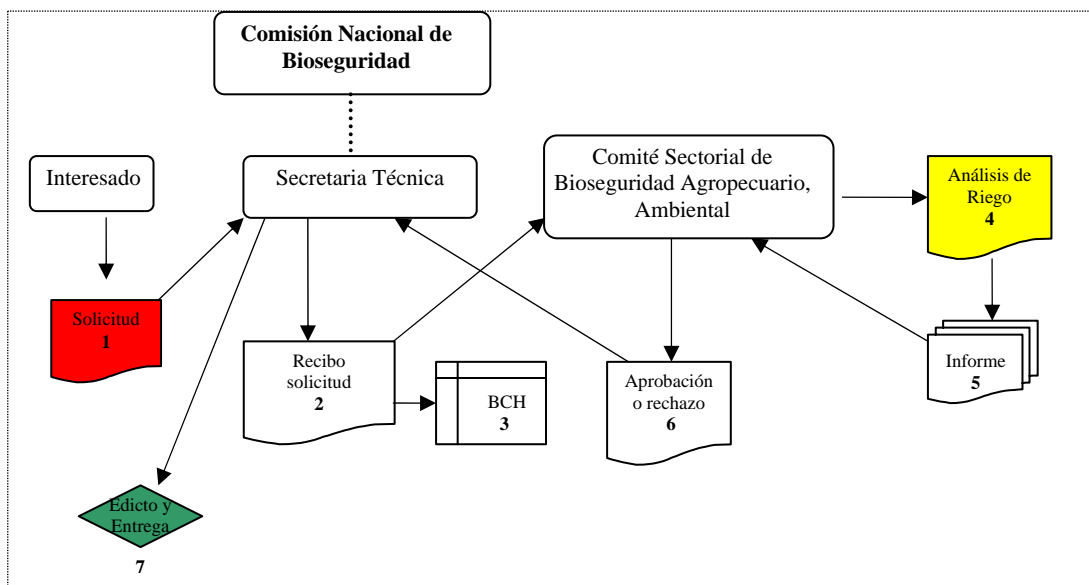 Comisión Nacional de
Bioseguridad
Interesado
Secretaria Técnica
Comité Sectorial de
Bioseguridad Agropecuario,
Ambiental
Análisis de
Riego
4
Solicitud
1
Recibo
solicitud
2
BCH
3
Aprobación
o rechazo
6
Informe
5
Edicto y
Entrega
7